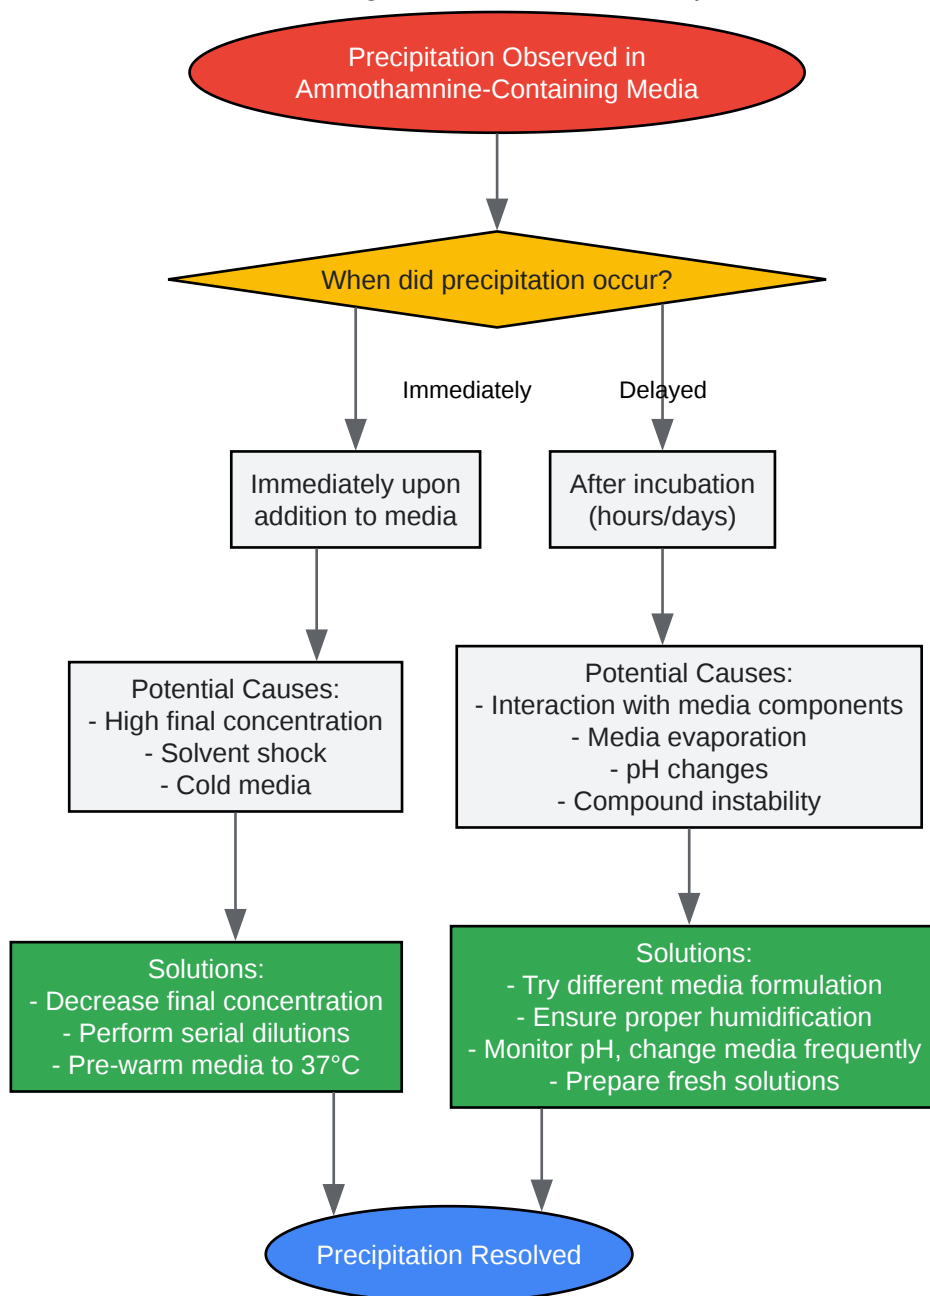 Precipitation Observed in
Ammothamnine-Containing Media
When did precipitation occur?
Immediately
Delayed
Immediately upon
addition to media
After incubation
(hours/days)
Potential Causes:
- High final concentration
- Solvent shock
- Cold media
Potential Causes:
- Interaction with media components
- Media evaporation
- pH changes
- Compound instability
Solutions:
- Decrease final concentration
- Perform serial dilutions
- Pre-warm media to 37°C
Solutions:
- Try different media formulation
- Ensure proper humidification
- Monitor pH, change media frequently
- Prepare fresh solutions
Precipitation Resolved